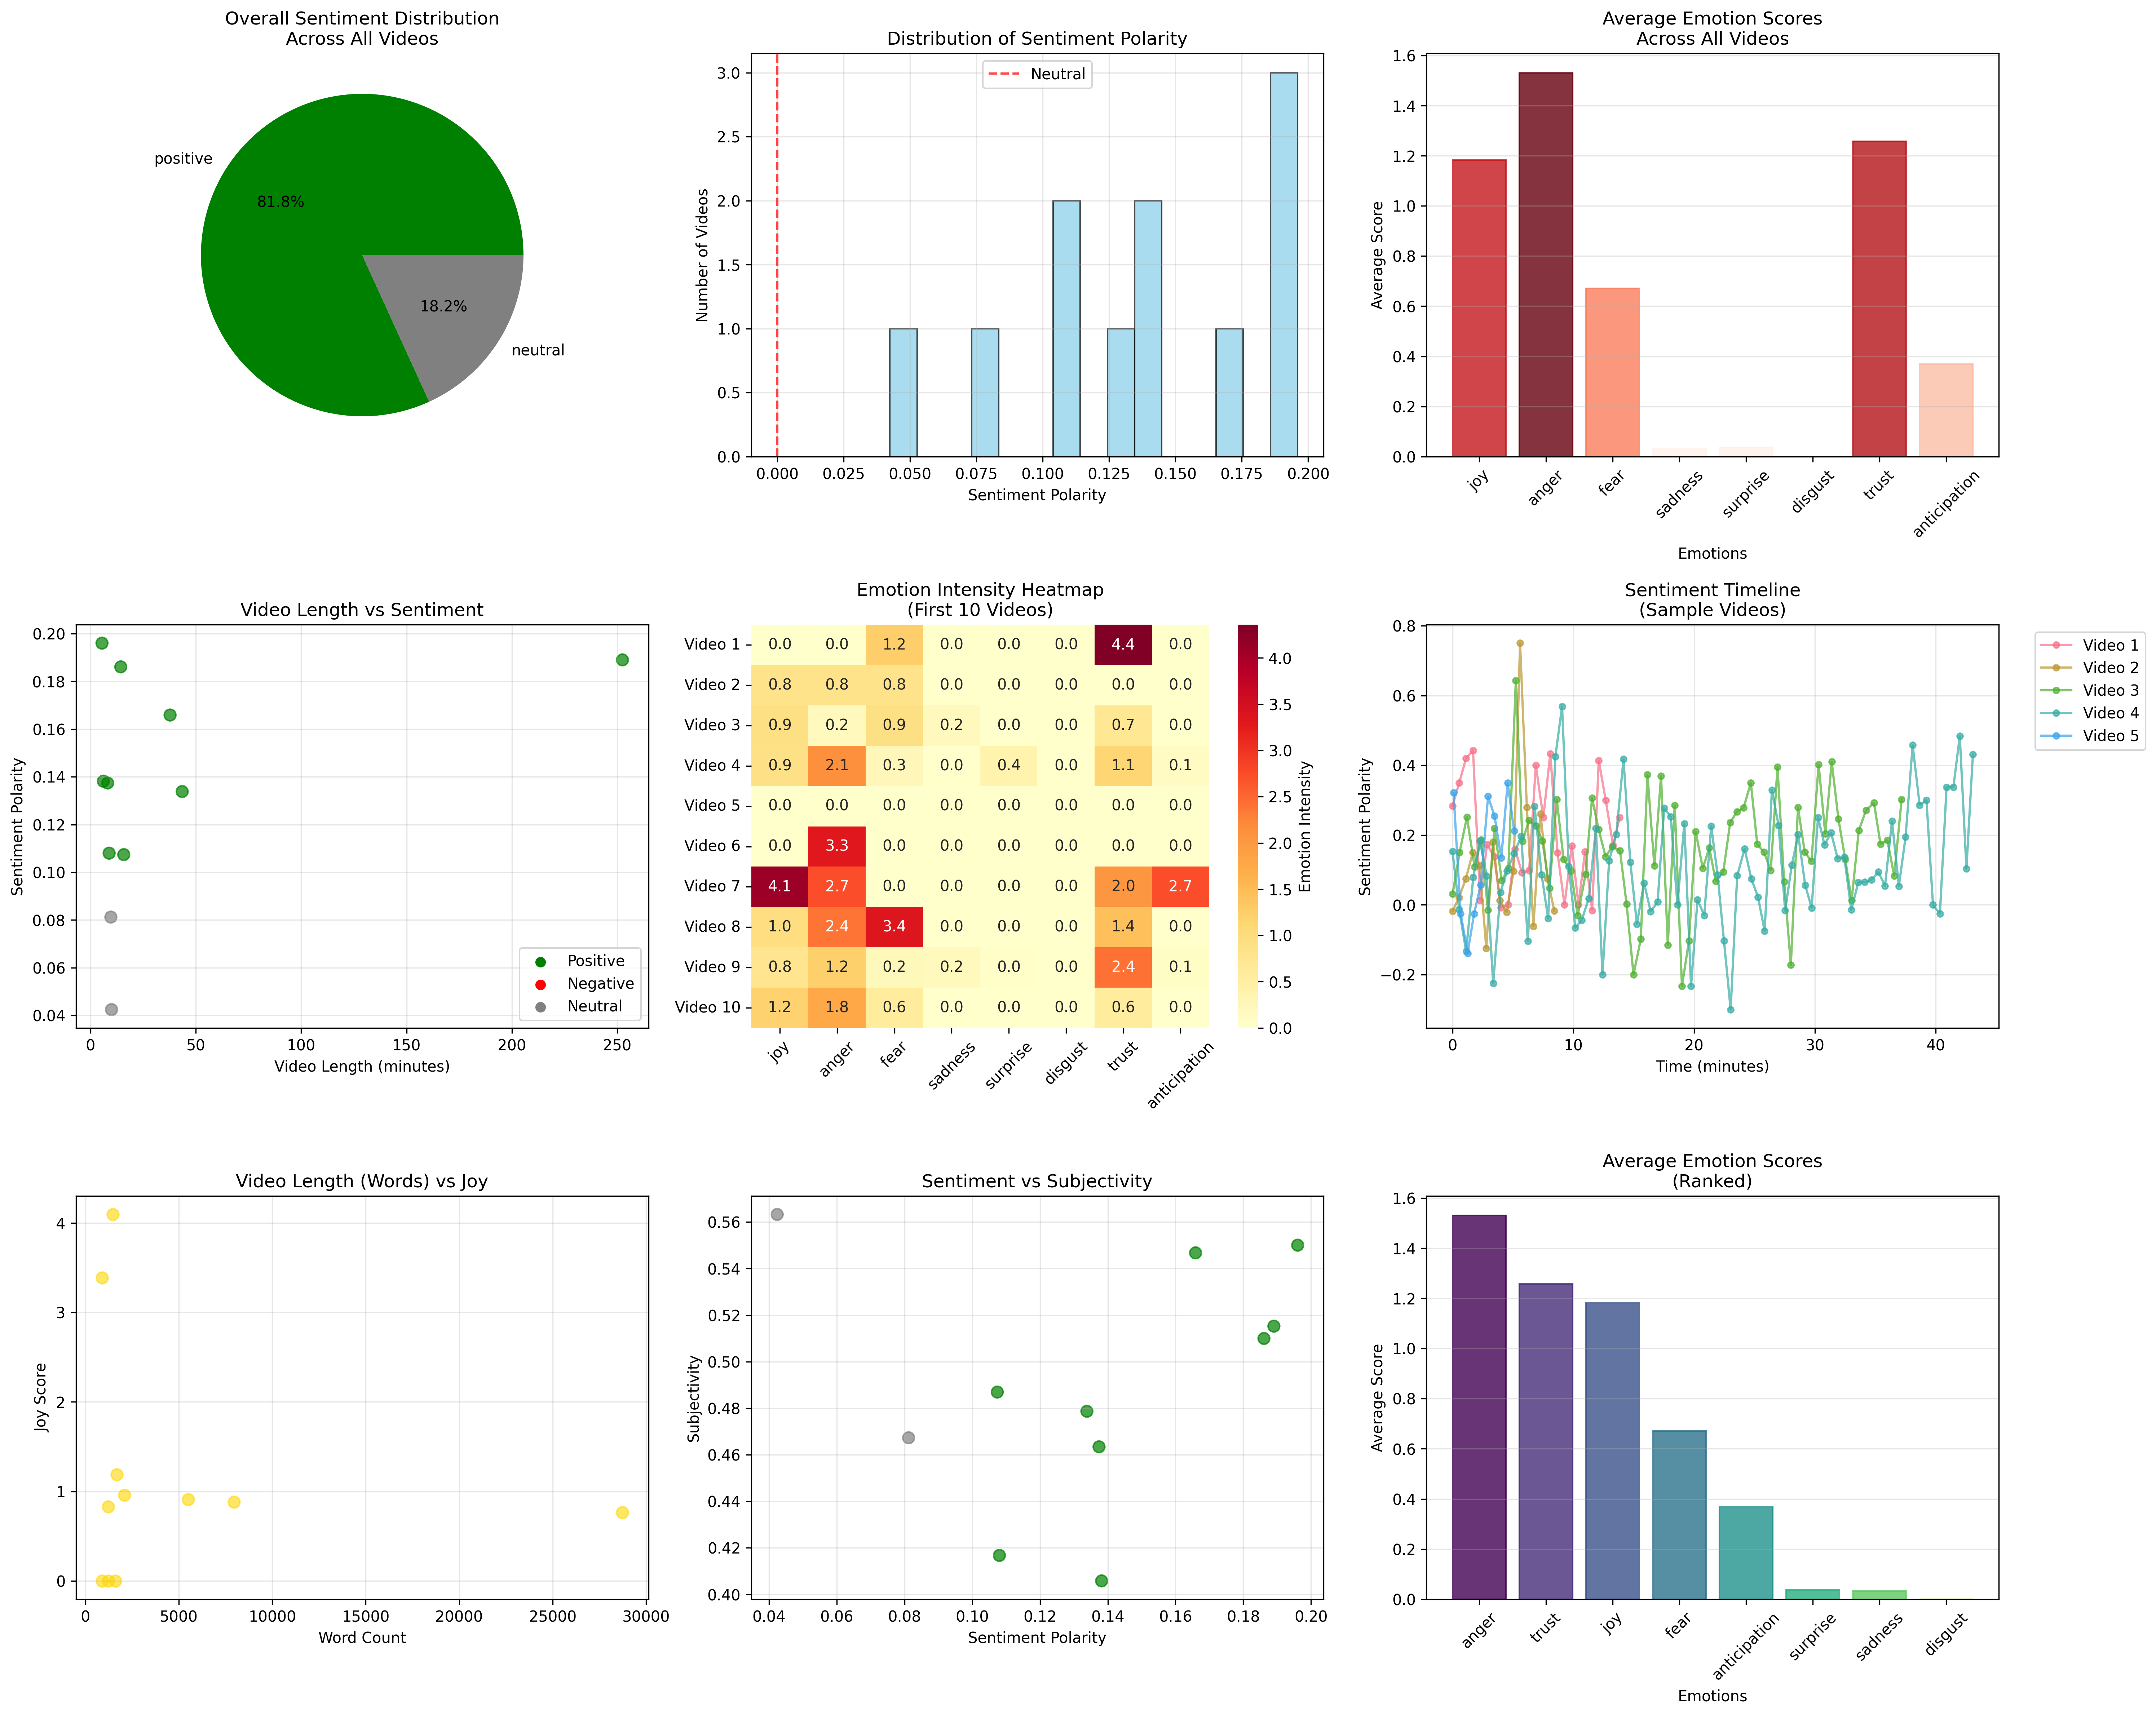 Overall Sentiment Distribution
Across All Videos
positive
81.8%
18.2%
neutral
Distribution of Sentiment Polarity
Neutral
3.0
2.5
2.0
1.5
1.0
0.5
0.0
Number of Videos
0.000 0.025 0.050 0.075 0.100 0.125 0.150 0.175 0.200
Sentiment Polarity
Average Emotion Scores
Across All Videos
1.6
1.4
1.2
1.0
0.8
0.6
0.4
0.2
0.0
Average Score
joy anger fear sadness surprise disgust trust anticipation
Emotions
Video Length vs Sentiment
0.20
0.18
0.16
0.14
0.12
0.10
0.08
0.06
0.04
Sentiment Polarity
Positive
Negative
Neutral
0 50 100 150 200 250
Video Length (minutes)
Emotion Intensity Heatmap
(First 10 Videos)
Video 1 0.0 0.0 1.2 0.0 0.0 0.0 4.4 0.0
Video 2 0.8 0.8 0.8 0.0 0.0 0.0 0.0 0.0
Video 3 0.9 0.2 0.9 0.2 0.0 0.0 0.7 0.0
Video 4 0.9 2.1 0.3 0.0 0.4 0.0 1.1 0.1
Video 5 0.0 0.0 0.0 0.0 0.0 0.0 0.0 0.0
Video 6 0.0 3.3 0.0 0.0 0.0 0.0 0.0 0.0
Video 7 4.1 2.7 0.0 0.0 0.0 0.0 2.0 2.7
Video 8 1.0 2.4 3.4 0.0 0.0 0.0 1.4 0.0
Video 9 0.8 1.2 0.2 0.2 0.0 0.0 2.4 0.1
Video 10 1.2 1.8 0.6 0.0 0.0 0.0 0.6 0.0
joy anger fear sadness surprise disgust trust anticipation
4.0
3.5
3.0
2.5
2.0
1.5
1.0
0.5
0.0
Emotion Intensity
Sentiment Timeline
(Sample Videos)
0.8
0.6
0.4
0.2
0.0
−0.2
Sentiment Polarity
0 10 20 30 40
Time (minutes)
Video 1
Video 2
Video 3
Video 4
Video 5
Video Length (Words) vs Joy
4
3
2
1
0
Joy Score
0 5000 10000 15000 20000 25000 30000
Word Count
Sentiment vs Subjectivity
0.56
0.54
0.52
0.50
0.48
0.46
0.44
0.42
0.40
Subjectivity
0.04 0.06 0.08 0.10 0.12 0.14 0.16 0.18 0.20
Sentiment Polarity
Average Emotion Scores
(Ranked)
1.6
1.4
1.2
1.0
0.8
0.6
0.4
0.2
0.0
Average Score
anger trust joy fear anticipation surprise sadness disgust
Emotions